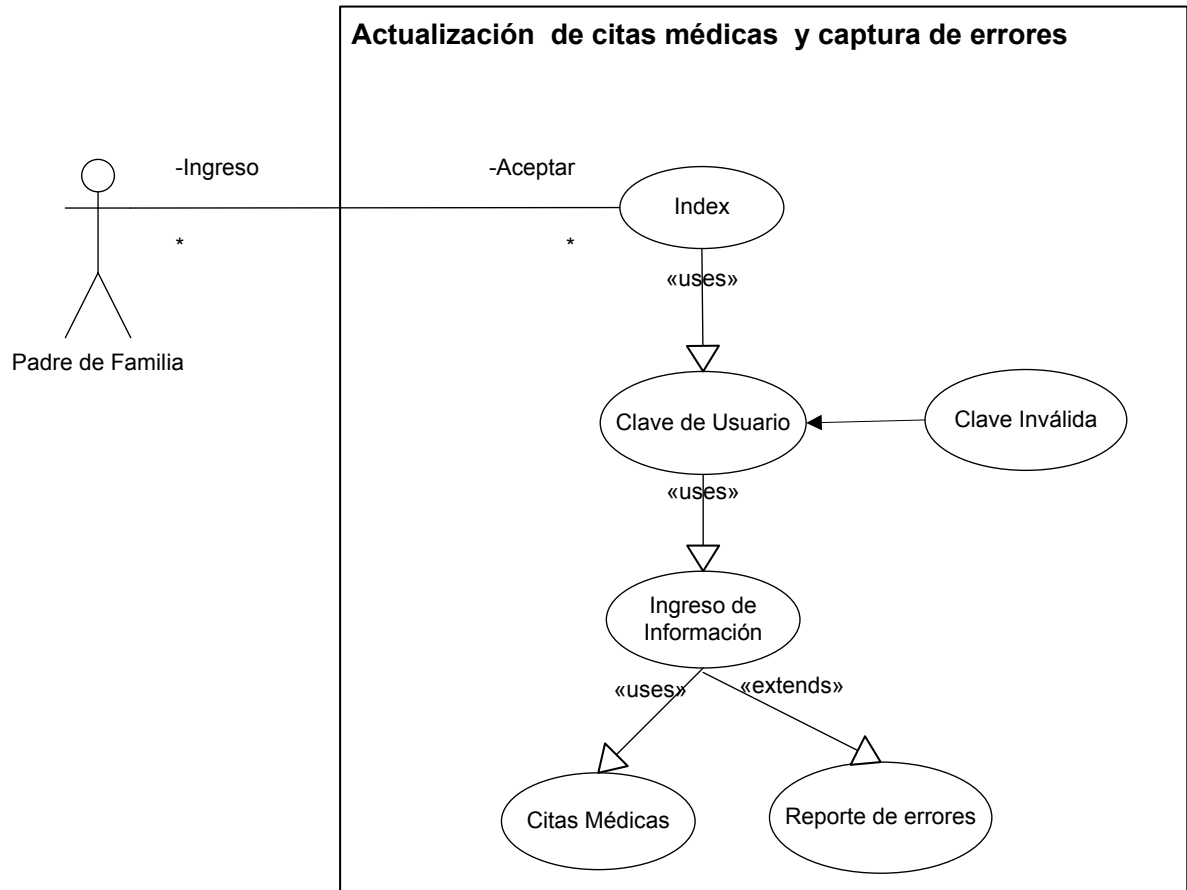 Actualización  de citas médicas  y captura de errores
-Ingreso
-Aceptar
Index
*
*
«uses»
Padre de Familia
Clave de Usuario
Clave Inválida
«uses»
Ingreso de
Información
«uses»
«extends»
Citas Médicas
Reporte de errores